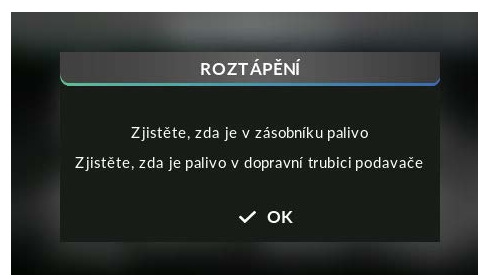 ROZTÁPĚNÍ
Zjistěte, zda je v zásobníku palivo
Zjistěte, zda je palivo v dopravní trubici podavače
OK